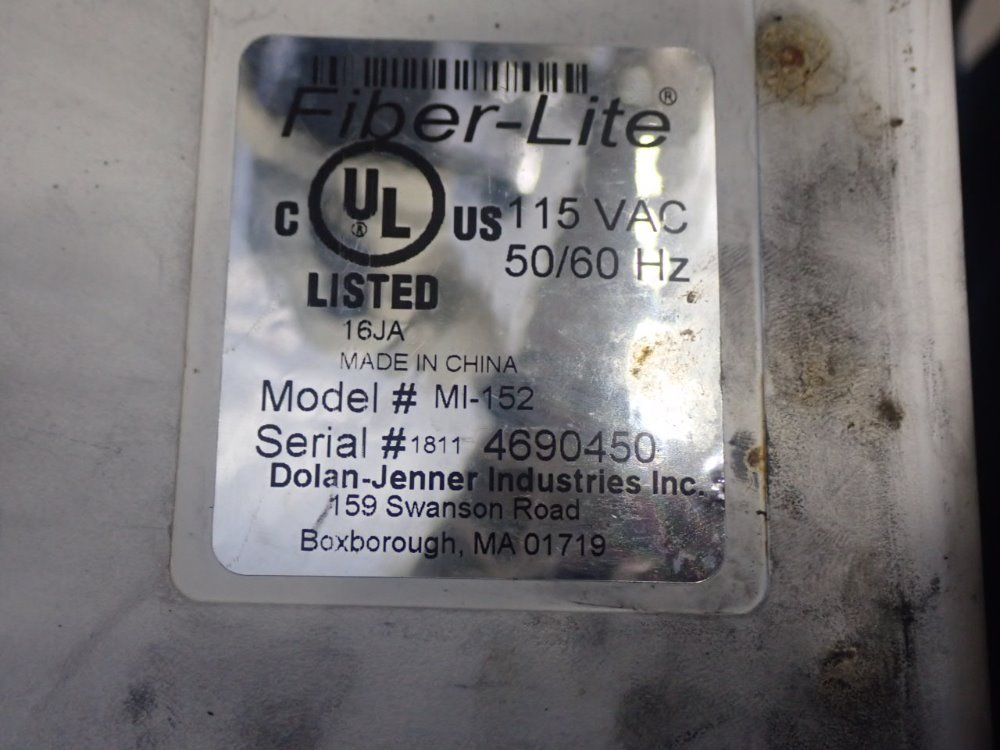 Fiber-Lite®
C UL® US
LISTED
115 VAC
50/60 Hz
16JA
MADE IN CHINA
Model # MI-152
Serial # 1811 4690450
Dolan-Jenner Industries Inc.
159 Swanson Road
Boxborough, MA 01719